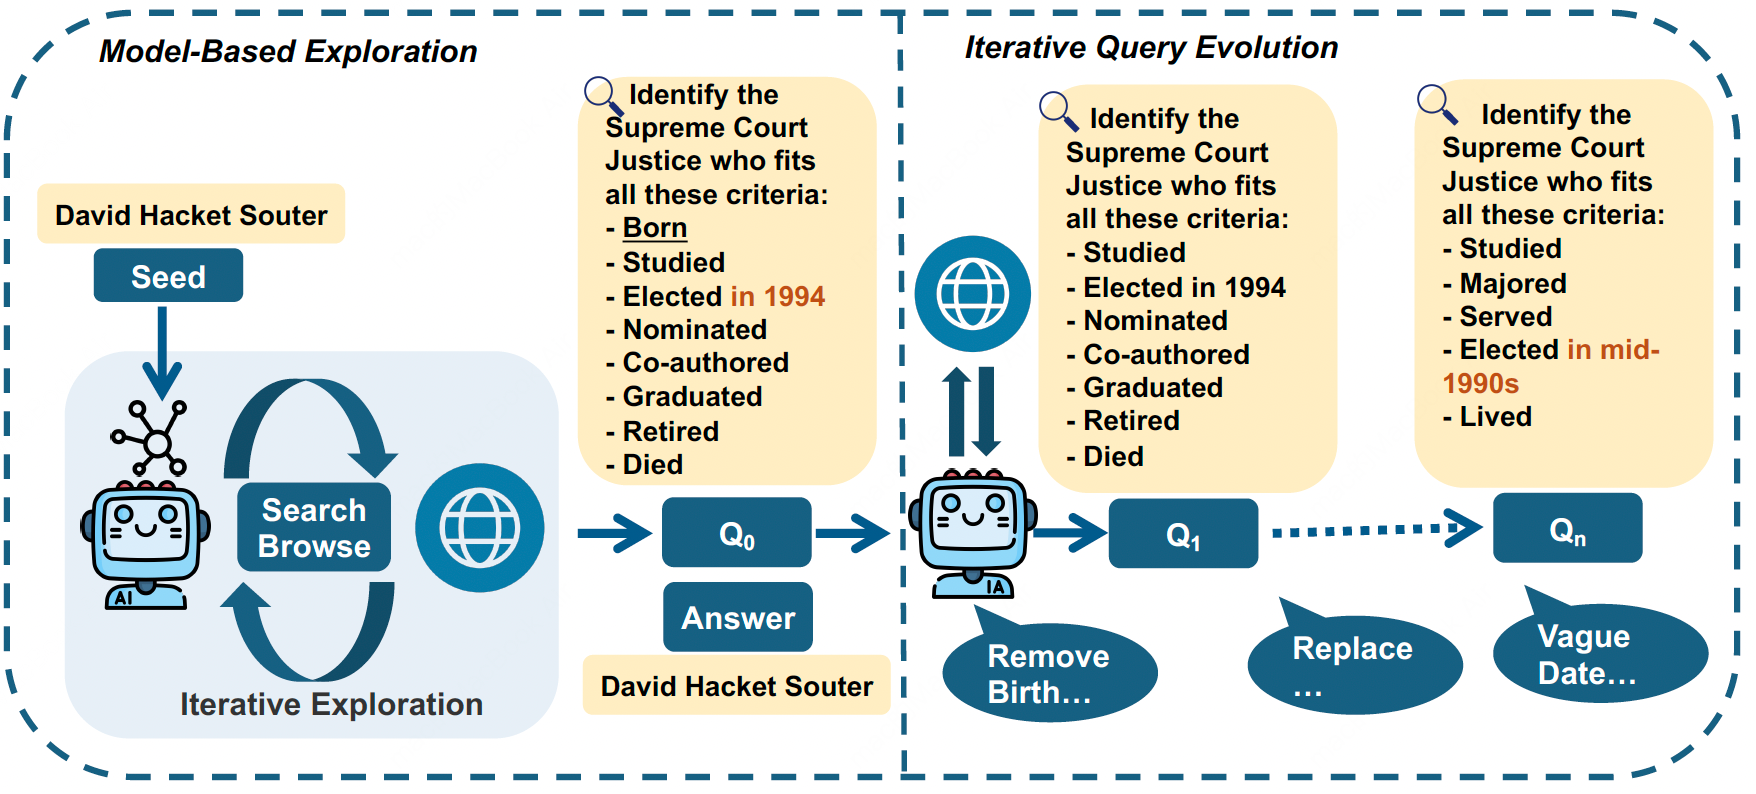 Model-Based Exploration
David Hacket Souter
Seed
AI
Search
Browse
Iterative Exploration
Identify the
Supreme Court
Justice who fits
all these criteria:
- Born
- Studied
- Elected in 1994
- Nominated
- Co-authored
- Graduated
- Retired
- Died
Q0
Answer
David Hacket Souter
Iterative Query Evolution
IA
Remove
Birth…
Identify the
Supreme Court
Justice who fits
all these criteria:
- Studied
- Elected in 1994
- Nominated
- Co-authored
- Graduated
- Retired
- Died
Q1
Replace
…
Identify the
Supreme Court
Justice who fits
all these criteria:
- Studied
- Majored
- Served
- Elected in mid-
1990s
- Lived
Qn
Vague
Date…